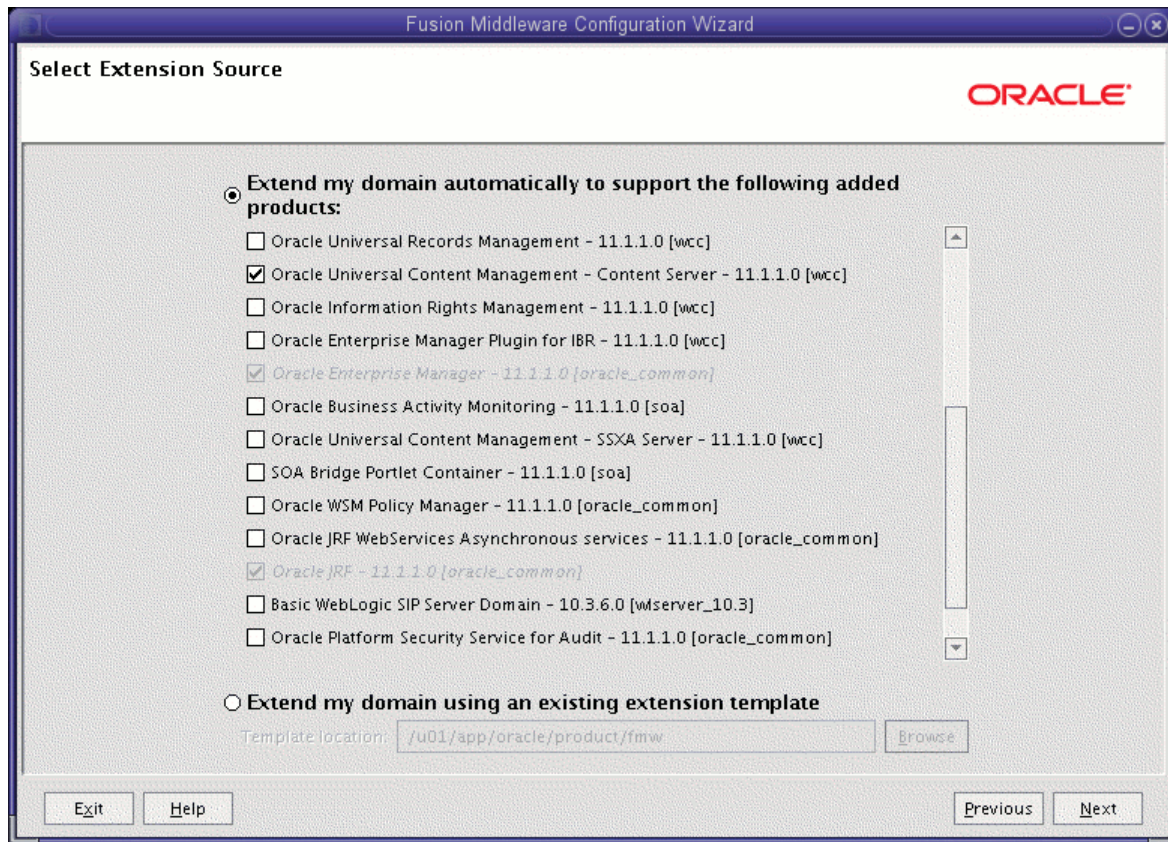 Fusion Middleware Configuration Wizard
Select Extension Source
ORACLE
Extend my domain automatically to support the following added
products:
Oracle Universal Records Management - 11.1.1.0 [wcc]
Oracle Universal Content Management - Content Server - 11.1.1.0 [wcc]
Oracle Information Rights Management - 11.1.1.0 [wcc]
Oracle Enterprise Manager Plugin for IBR - 11.1.1.0 [wcc]
Oracle Enterprise Manager - 11.1.1.0 [oracle_common]
Oracle Business Activity Monitoring - 11.1.1.0 [soa]
Oracle Universal Content Management - SSXA Server - 11.1.1.0 [wcc]
SOA Bridge Portlet Container - 11.1.1.0 [soa]
Oracle WSM Policy Manager - 11.1.1.0 [oracle_common]
Oracle JRF WebServices Asynchronous services - 11.1.1.0 [oracle_common]
Oracle JRF - 11.1.1.0 [oracle_common]
Basic WebLogic SIP Server Domain - 10.3.6.0 [wlserver_10.3]
Oracle Platform Security Service for Audit - 11.1.1.0 [oracle_common]
Extend my domain using an existing extension template
Template location: /u01/app/oracle/product/fmw Browse
Exit Help Previous Next